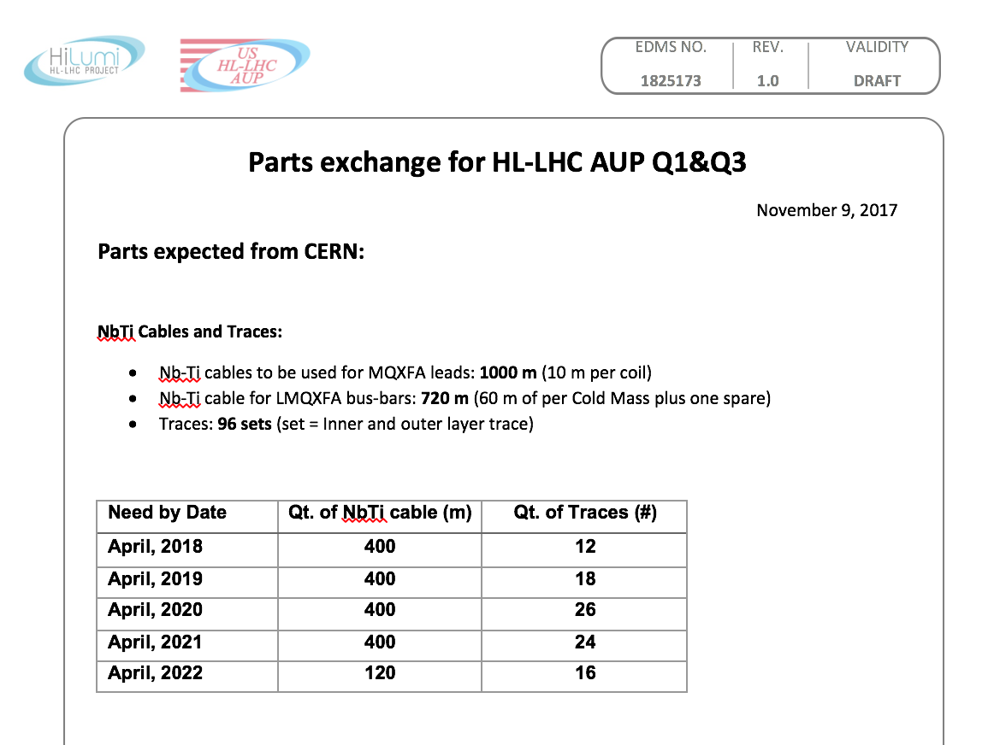 HiLumi
HL-LHC PROJECT
US
HL-LHC
AUP
EDMS NO. REV. VALIDITY
1825173 1.0 DRAFT
Parts exchange for HL-LHC AUP Q1&Q3
November 9, 2017
Parts expected from CERN:
NbTi Cables and Traces:
• Nb-Ti cables to be used for MQXFA leads: 1000 m (10 m per coil)
• Nb-Ti cable for LMQXFA bus-bars: 720 m (60 m of per Cold Mass plus one spare)
• Traces: 96 sets (set = Inner and outer layer trace)
Need by Date Qt. of NbTi cable (m) Qt. of Traces (#)
April, 2018 400 12
April, 2019 400 18
April, 2020 400 26
April, 2021 400 24
April, 2022 120 16